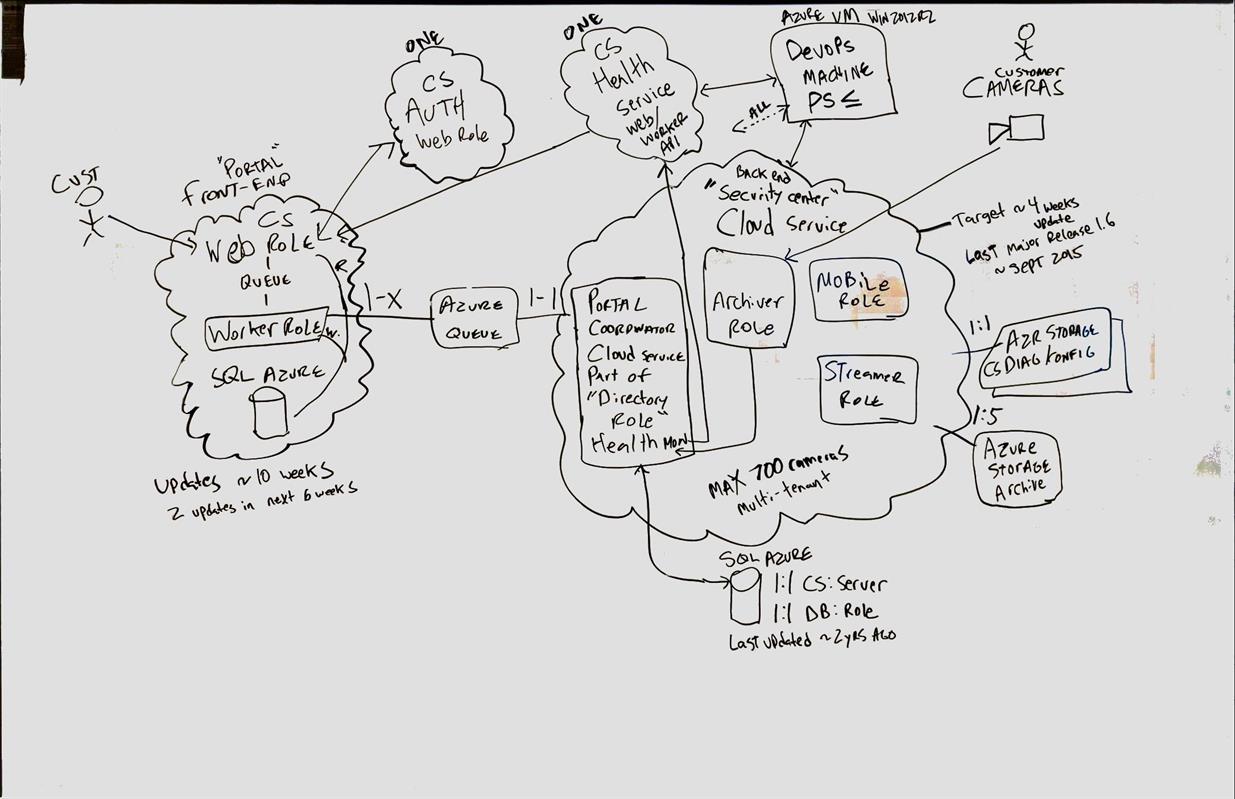 ONE
CS
AUTH
Web Role
ONE
CS
Health
Service
Web/
Worker
API
AZURE VM WIN2012R2
DevOps
MACHINE
PS
ALL
CUSTOMER
CAMERAS
CUST
"PORTAL"
FRONT-END
CS
Web ROLE
QUEUE
Worker Role
W.
R
SQL AZURE
Updates ~10 weeks
2 updates in next 6 weeks
1-X
AZURE
QUEUE
1-1
BACK end
"Security center"
Cloud Service
PORTAL
COORDINATOR
Cloud service
Part of
"Directory
Role"
Health Mon
Archiver
ROLE
MOBILE
ROLE
STreamer
ROLE
MAX 700 cameras
multi-tenant
Target ~ 4 weeks
update
Last Major Release 1.6
~ Sept 2015
1:1
AZR STORAGE
CS DIAG KONFIG
1:5
AZURE
STORAGE
Archive
SQL AZURE
1:1 CS: Server
1:1 DB: Role
Last updated ~ 2 yrs AGO